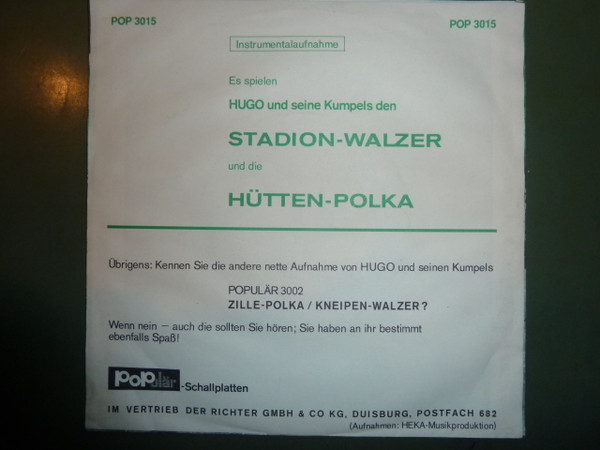 POP 3015 POP 3015
Instrumentalaufnahme
Es spielen
HUGO und seine Kumpels den
STADION-WALZER
und die
HÜTTEN-POLKA
Übrigens: Kennen Sie die andere nette Aufnahme von HUGO und seinen Kumpels
POPULÄR 3002
ZILLE-POLKA / KNEIPEN-WALZER?
Wenn nein — auch die sollten Sie hören; Sie haben an ihr bestimmt
ebenfalls Spaß!
POPulär-Schallplatten
IM VERTRIEB DER RICHTER GMBH & CO KG, DUISBURG, POSTFACH 682
(Aufnahmen: HEKA-Musikproduktion)